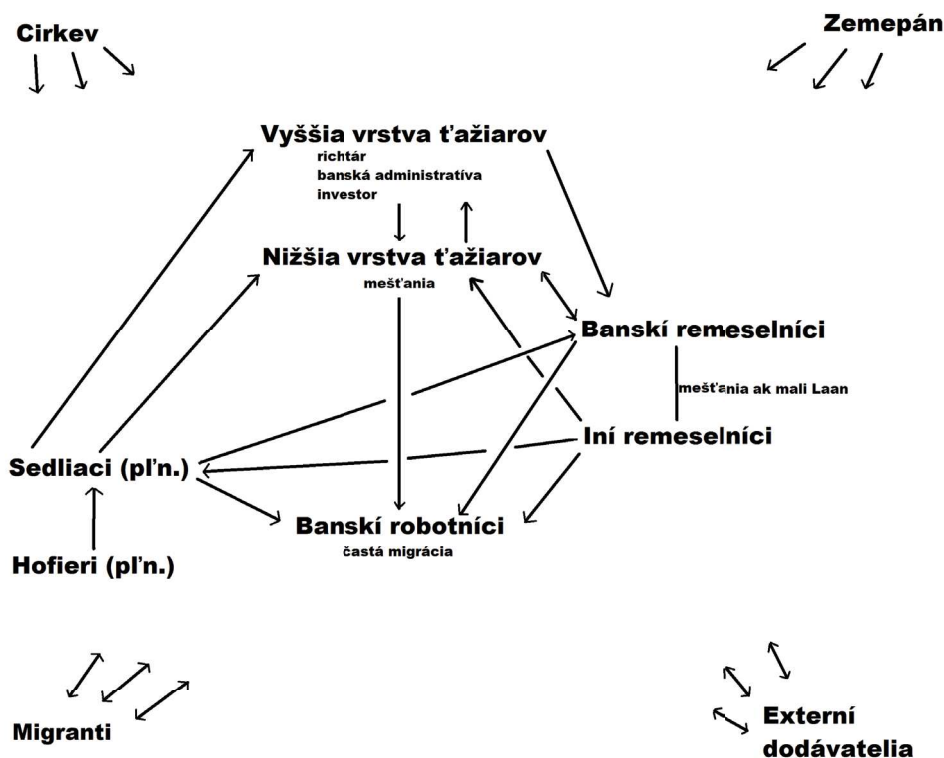 Cirkev
Zemepán
Vyššia vrstva ťažiarov
richtár
banská administratíva
investor
Nižšia vrstva ťažiarov
mešťania
Banskí remeselníci
mešťania ak mali Laan
Iní remeselníci
Sedliaci (pľn.)
Banskí robotníci
častá migrácia
Hofieri (pľn.)
Migranti
Externí
dodávatelia